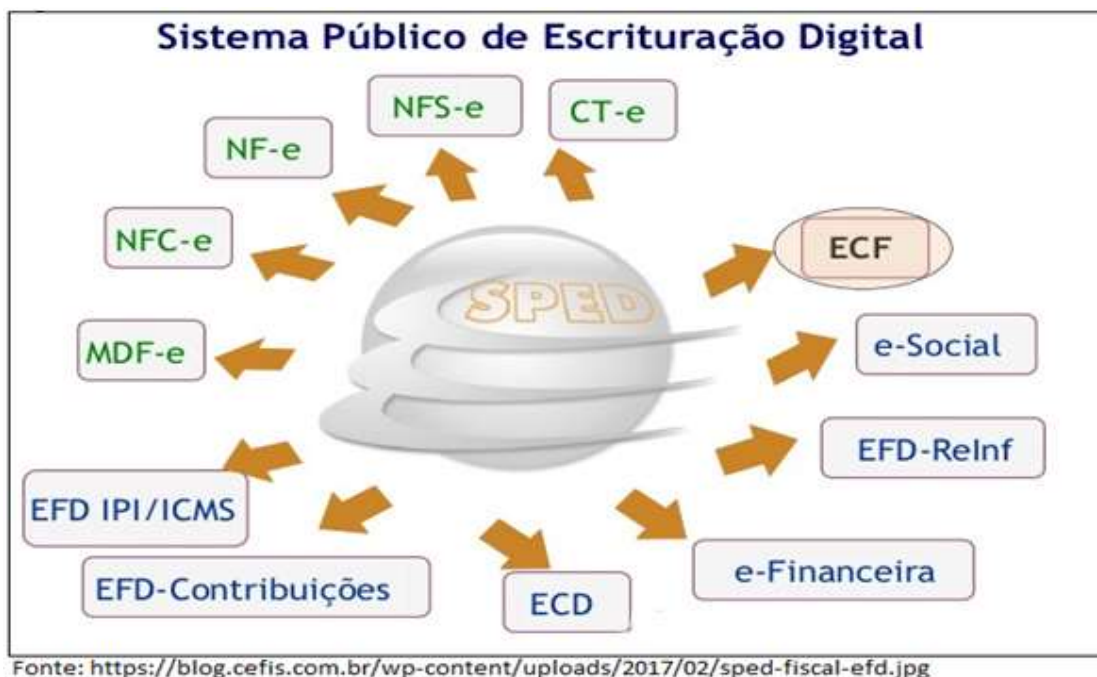 Sistema Público de Escrituração Digital
NFS-e
CT-e
NF-e
NFC-e
ECF
SPED
MDF-e
e-Social
EFD-ReInf
EFD IPI/ICMS
e-Financeira
EFD-Contribuições
ECD
Fonte: https://blog.cefis.com.br/wp-content/uploads/2017/02/sped-fiscal-efd.jpg